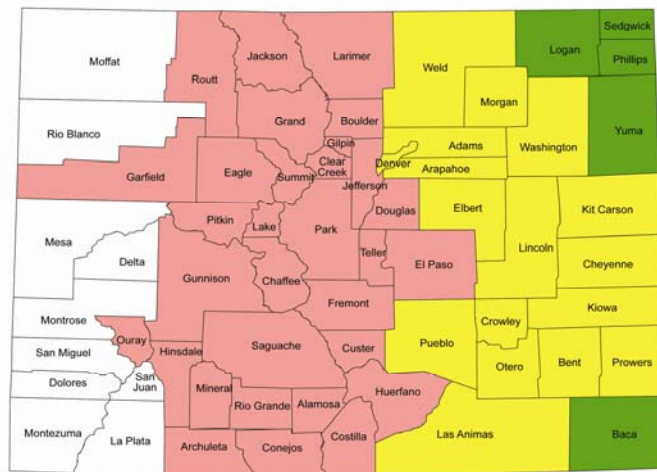 Sedgwick
Jackson
Larimer
Logan
Moffat
Routt
Weld
Phillips
Morgan
Grand
Boulder
Rio Blanco
Yuma
Gilpin
Adams
Washington
Clear
Creek
Denver
Garfield
Eagle
Summit
Arapahoe
Jefferson
Douglas
Elbert
Kit Carson
Pitkin
Lake
Park
Mesa
Lincoln
Teller
Delta
El Paso
Cheyenne
Gunnison
Chaffee
Fremont
Kiowa
Montrose
Crowley
Ouray
Pueblo
San Miguel
Hinsdale
Saguache
Custer
Otero
Bent
Prowers
San
Juan
Dolores
Mineral
Huerfano
Rio Grande
Alamosa
Montezuma
La Plata
Costilla
Las Animas
Baca
Archuleta
Conejos